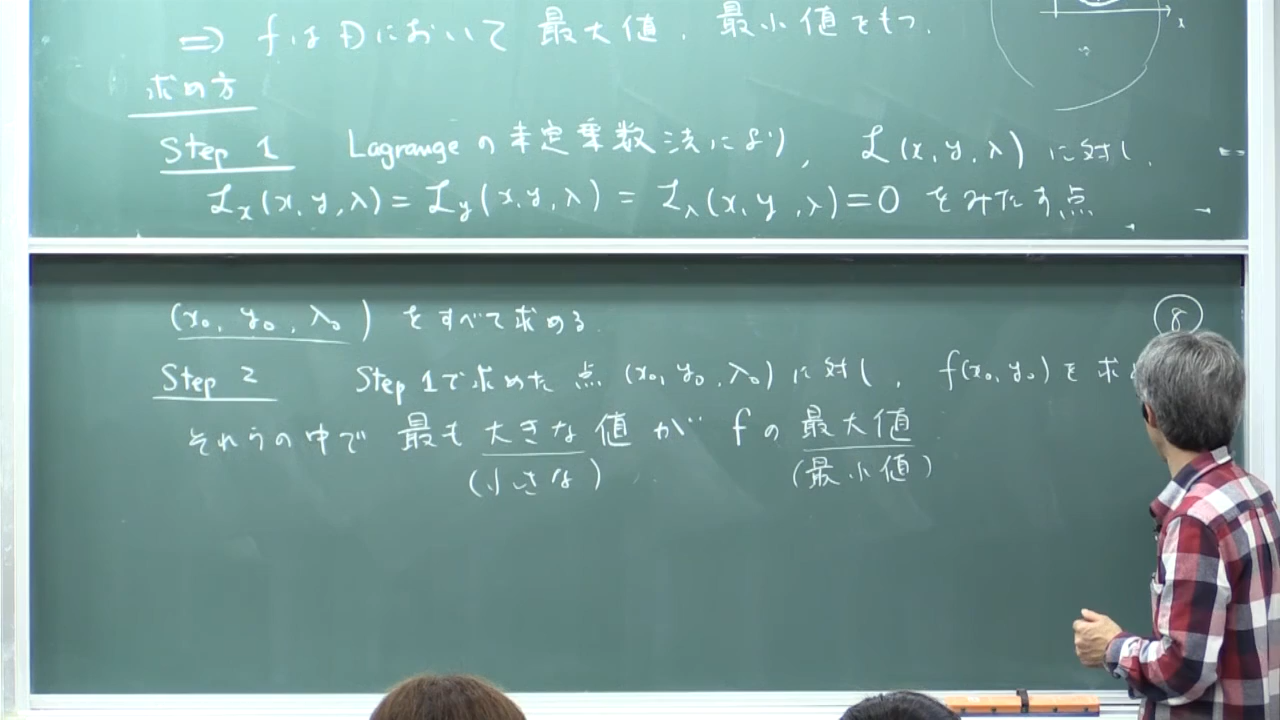 ⇒ f は D において 最大値, 最小値をもつ.
x
求め方
Step 1 Lagrange の未定乗数法により, L(x, y, λ) に対し,
Lx(x, y, λ) = Ly(x, y, λ) = Lλ(x, y, λ) = 0 をみたす点
(x₀, y₀, λ₀) をすべて求める.
8
Step 2 Step 1で求めた点 (x₀, y₀, λ₀) に対し, f(x₀, y₀) を求
それらの中で 最も 大きな 値 が f の 最大値
(小さな) (最小値)